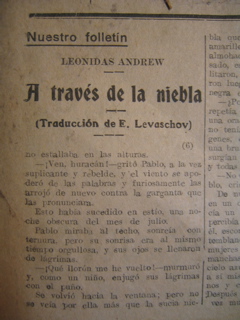 Nuestro folletín
LEONIDAS ANDREW
A través de la niebla
(Traducción de E. Levaschov)
(6)
no estallaba en las alturas.
—¡Ven, huracán!—gritó Pablo, a la vez
suplicante y rebelde, y el viento se apode-
ró de las palabras y furiosamente las
arrojó de nuevo contra la garganta que
las pronunciara.
Esto había sucedido en estío, una no-
che obscura del mes de julio.
Pablo miraba al techo, sonreía con
ternura, pero su sonrisa era al mismo
tiempo orgullosa, y sus ojos se llenaron de
lágrimas.
—¡Qué llorón me he vuelto!—murmuró
y, como un niño, enjugó sus lágrimas
con el puño.
Se volvió hacia la ventana; pero no
se veía por ella más que la sucia nie-